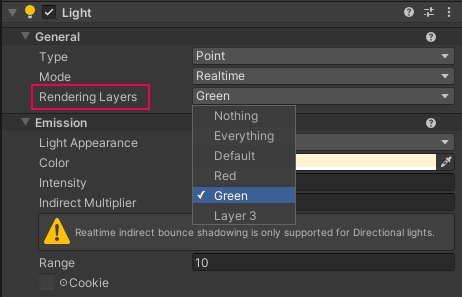 Light
General
Type Point
Mode Realtime
Rendering Layers Green
Nothing
Everything
Default
Red
Green
Layer 3
Emission
Light Appearance
Color
Intensity
Indirect Multiplier
Realtime indirect bounce shadowing is only supported for Directional lights.
Range 10
Cookie